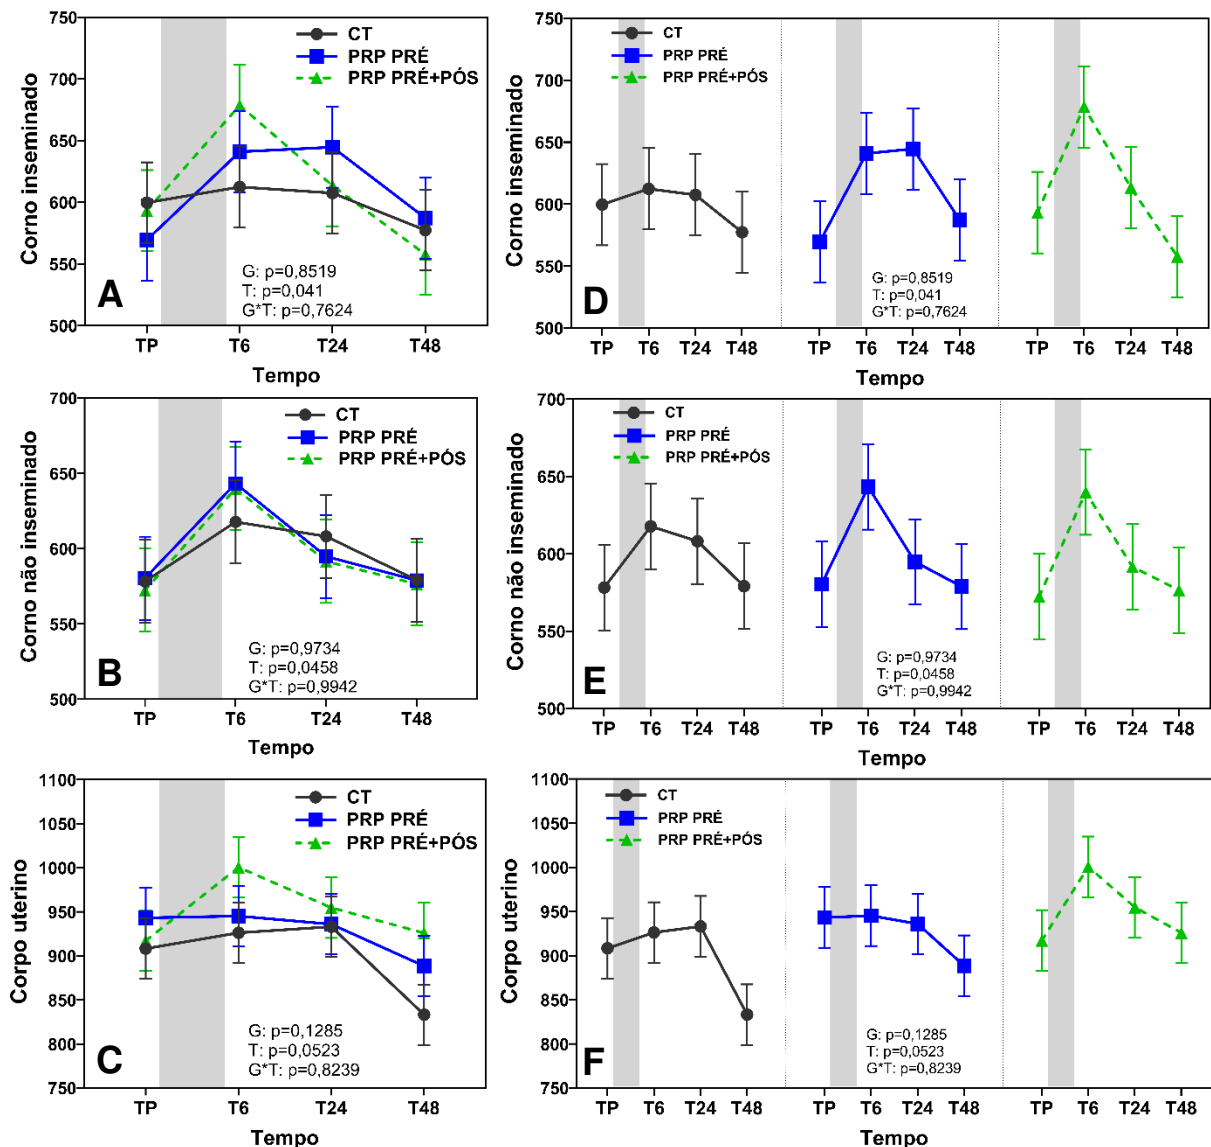 750
700
650
600
550
500
Corno inseminado
CT
PRP PRÉ
PRP PRÉ+PÓS
G: p=0,8519
T: p=0,041
G*T: p=0,7624
A
TP T6 T24 T48
Tempo
750
700
650
600
550
500
Corno inseminado
CT
PRP PRÉ
PRP PRÉ+PÓS
G: p=0,8519
T: p=0,041
G*T: p=0,7624
D
TP T6 T24 T48 TP T6 T24 T48 TP T6 T24 T48
Tempo
700
650
600
550
500
Corno não inseminado
CT
PRP PRÉ
PRP PRÉ+PÓS
G: p=0,9734
T: p=0,0458
G*T: p=0,9942
B
TP T6 T24 T48
Tempo
700
650
600
550
500
Corno não inseminado
CT
PRP PRÉ
PRP PRÉ+PÓS
G: p=0,9734
T: p=0,0458
G*T: p=0,9942
E
TP T6 T24 T48 TP T6 T24 T48 TP T6 T24 T48
Tempo
1100
1050
1000
950
900
850
800
750
Corpo uterino
CT
PRP PRÉ
PRP PRÉ+PÓS
G: p=0,1285
T: p=0,0523
G*T: p=0,8239
C
TP T6 T24 T48
Tempo
1100
1050
1000
950
900
850
800
750
Corpo uterino
CT
PRP PRÉ
PRP PRÉ+PÓS
G: p=0,1285
T: p=0,0523
G*T: p=0,8239
F
TP T6 T24 T48 TP T6 T24 T48 TP T6 T24 T48
Tempo